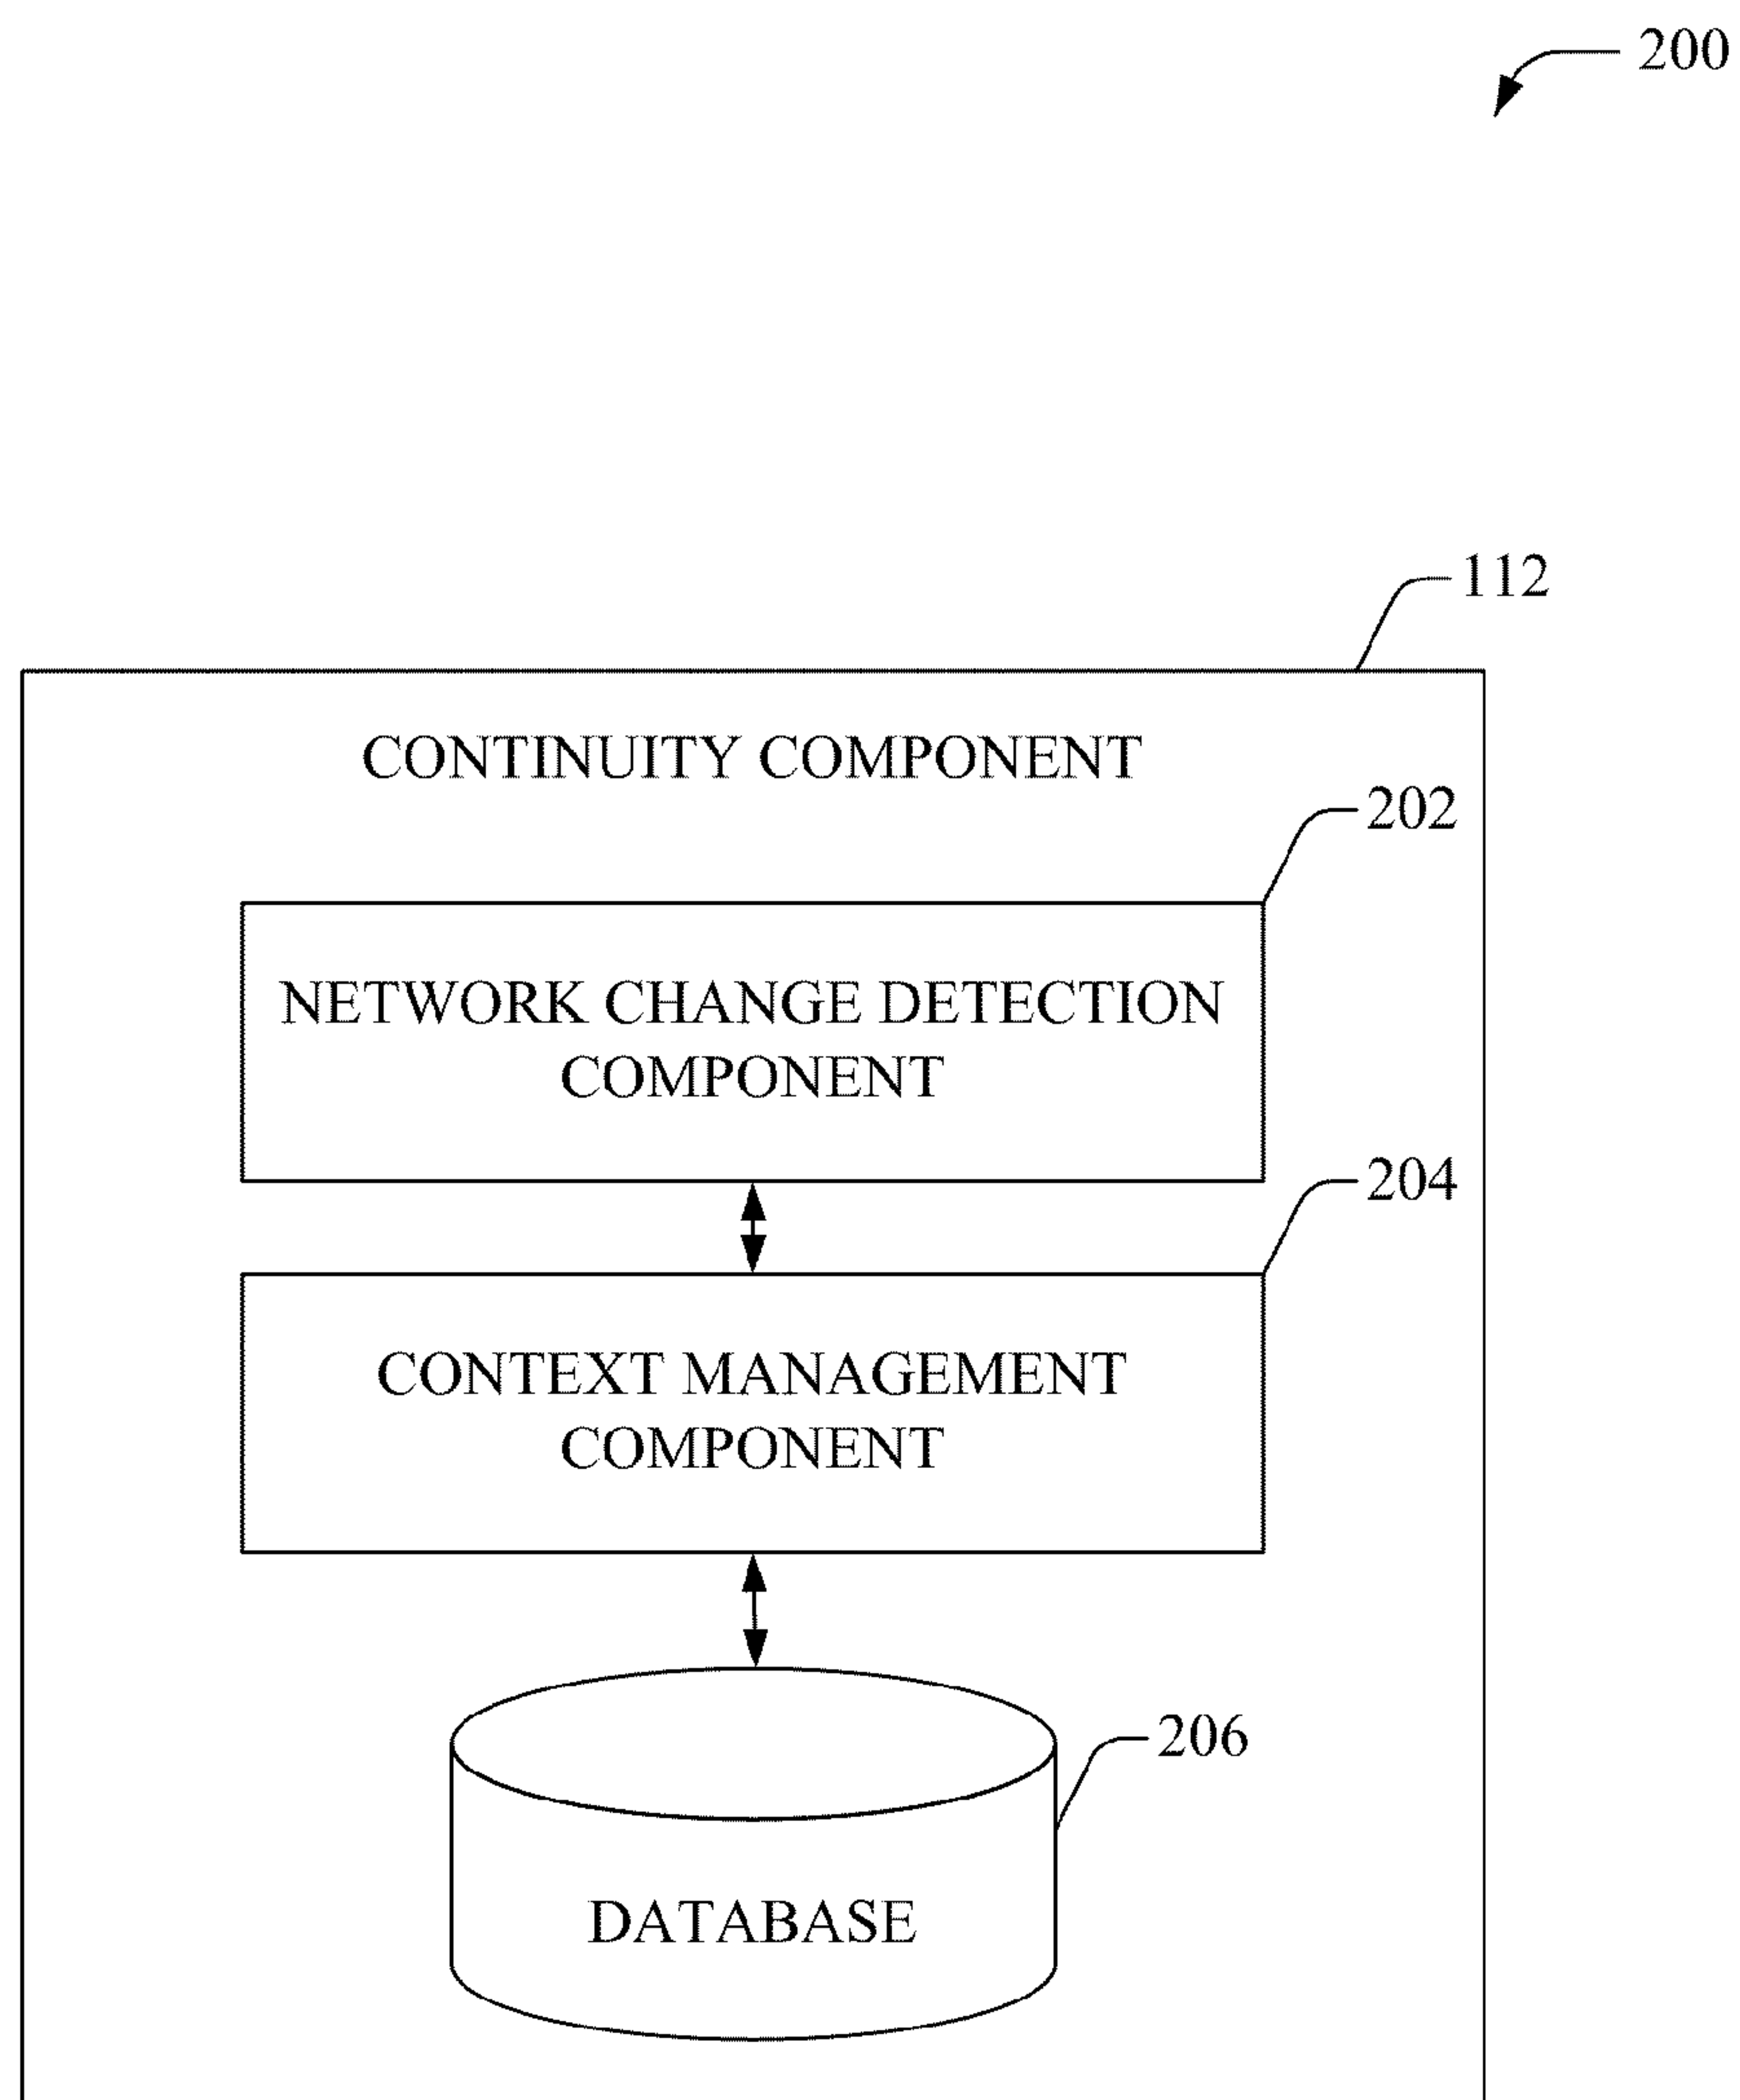 200
112
CONTINUITY COMPONENT
202
NETWORK CHANGE DETECTION
COMPONENT
204
CONTEXT MANAGEMENT
COMPONENT
206
DATABASE